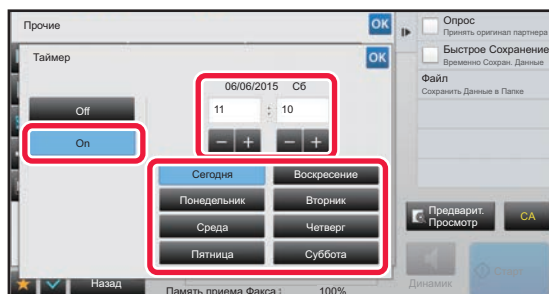 Прочие
OK
Опрос
Принять оригинал партнера
Таймер
OK
Быстрое Сохранение
Временно Сохран. Данные
06/06/2015 Сб
Файл
Сохранить Данные в Папке
Off
11 : 10
On
− + − +
Сегодня Воскресение
Понедельник Вторник
Среда Четверг
Предварит.
Просмотр
CA
Пятница Суббота
Назад
Память приема Факса : 100%
Динамик
Старт